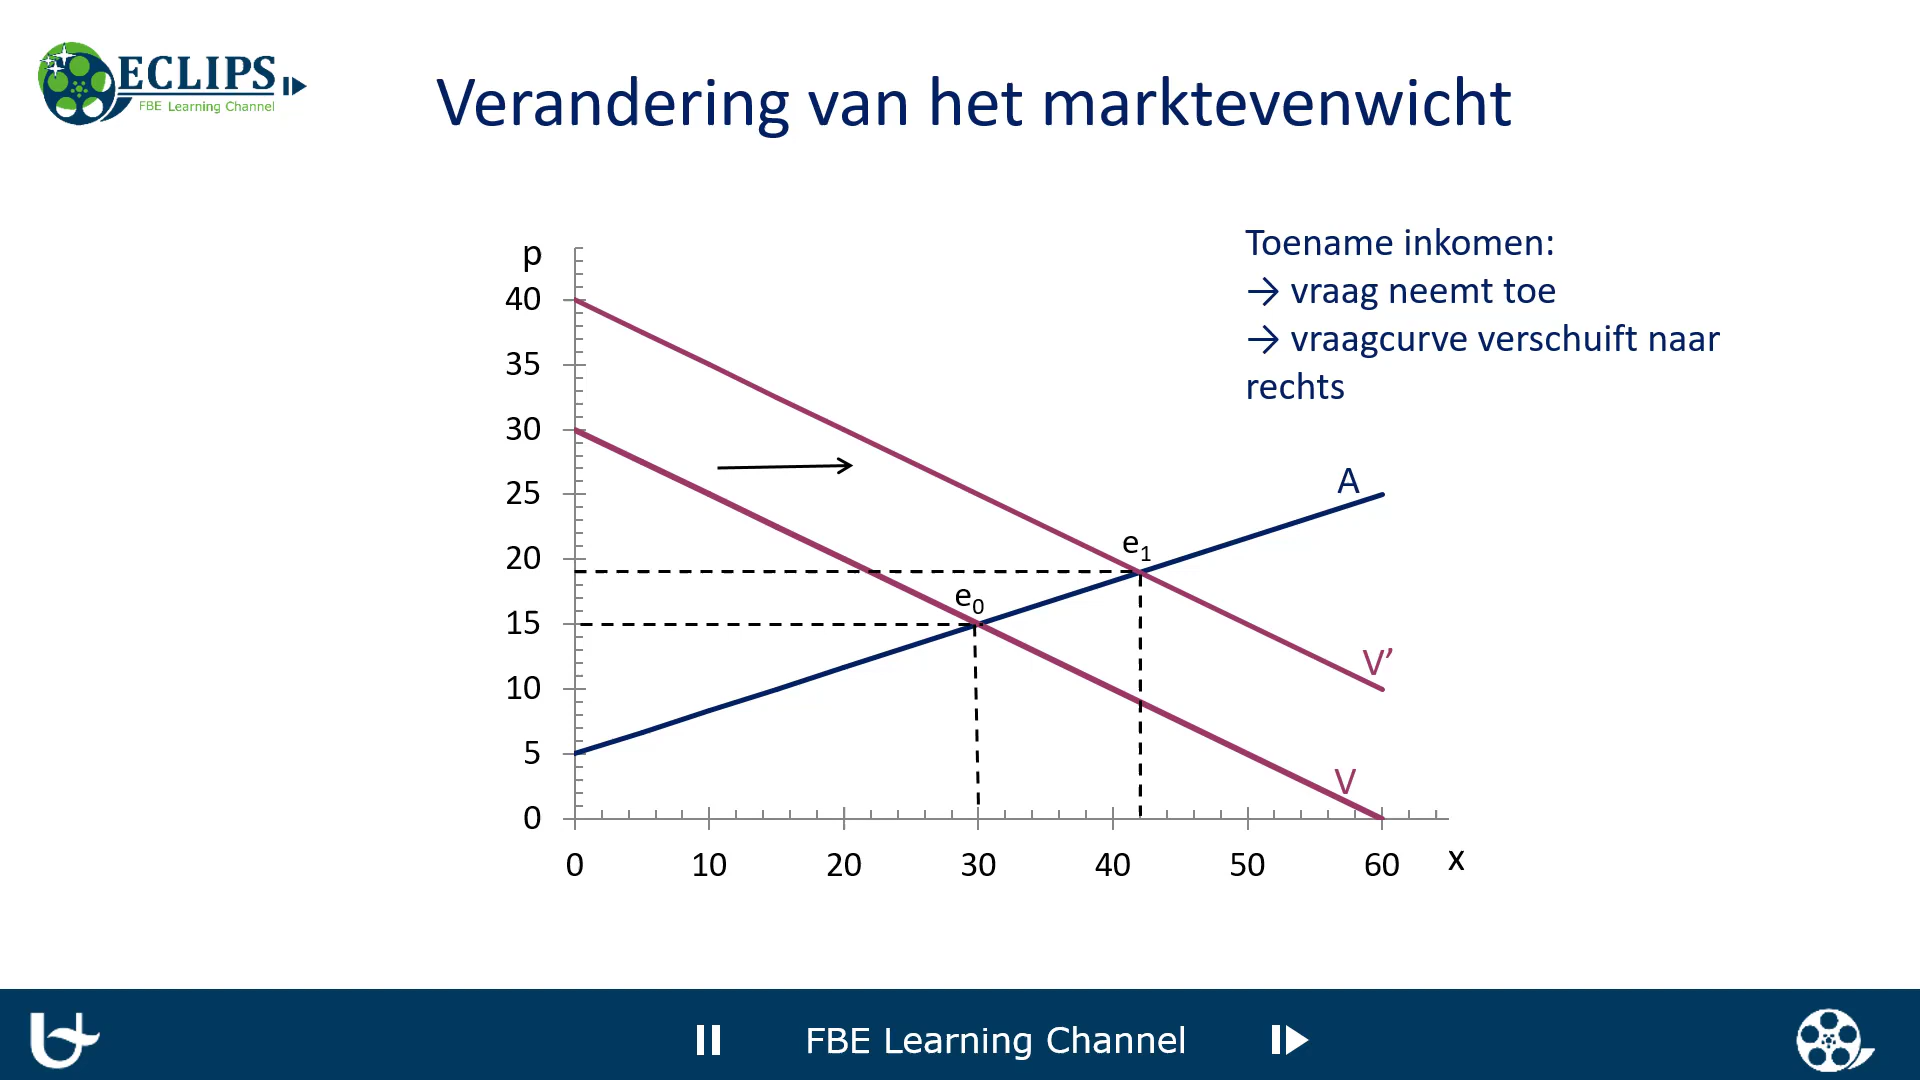 ECLIPS
FBE Learning Channel
Verandering van het marktevenwicht
Toename inkomen:
→ vraag neemt toe
→ vraagcurve verschuift naar
rechts
p
40
35
30
25
20
15
10
5
0
0 10 20 30 40 50 60 x
A
e₁
e₀
V’
V
FBE Learning Channel